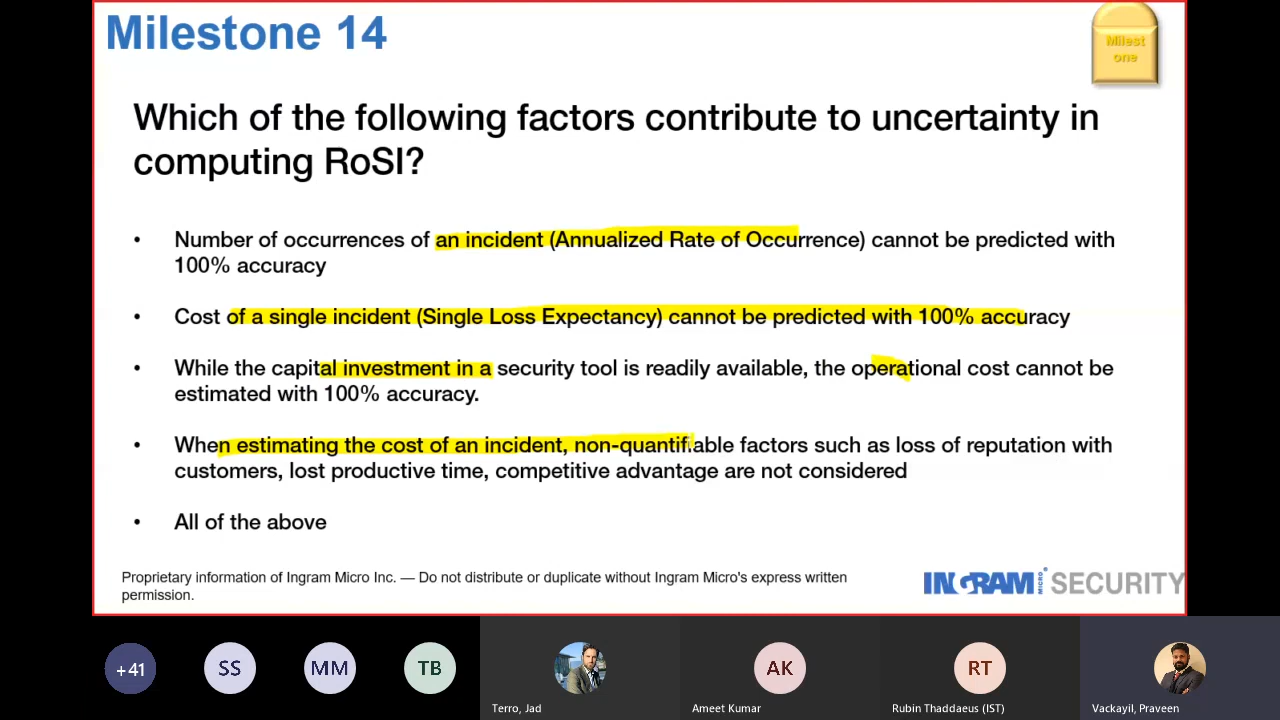 Milestone 14
Milest
one
Which of the following factors contribute to uncertainty in
computing RoSI?
• Number of occurrences of an incident (Annualized Rate of Occurrence) cannot be predicted with
100% accuracy
• Cost of a single incident (Single Loss Expectancy) cannot be predicted with 100% accuracy
• While the capital investment in a security tool is readily available, the operational cost cannot be
estimated with 100% accuracy.
• When estimating the cost of an incident, non-quantifiable factors such as loss of reputation with
customers, lost productive time, competitive advantage are not considered
• All of the above
Proprietary information of Ingram Micro Inc. — Do not distribute or duplicate without Ingram Micro's express written
permission.
INGRAM MICRO SECURITY
+41
SS
MM
TB
AK
RT
Terro, Jad
Ameet Kumar
Rubin Thaddaeus (IST)
Vackayil, Praveen